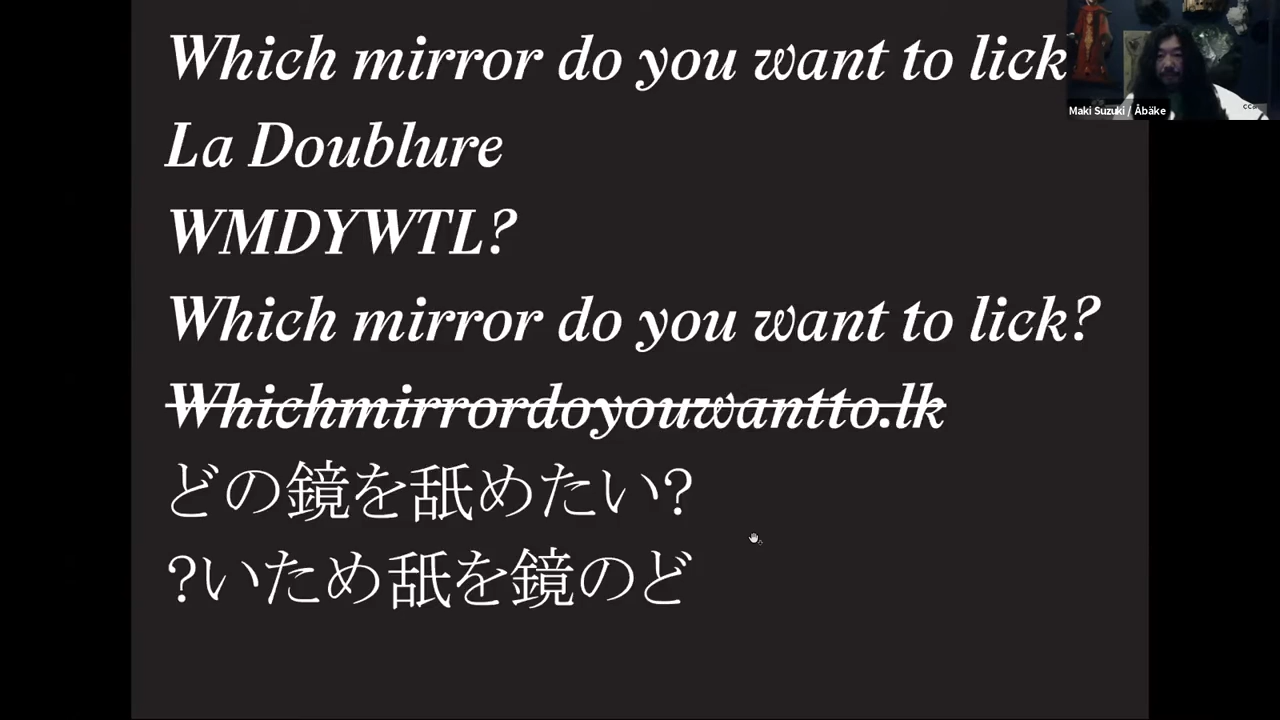 Which mirror do you want to lick
La Doublure
WMDYWTL?
Which mirror do you want to lick?
Whichmirrordoyouwantto.lk
どの鏡を舐めたい?
?いため舐を鏡のど
Maki Suzuki / Åbäke